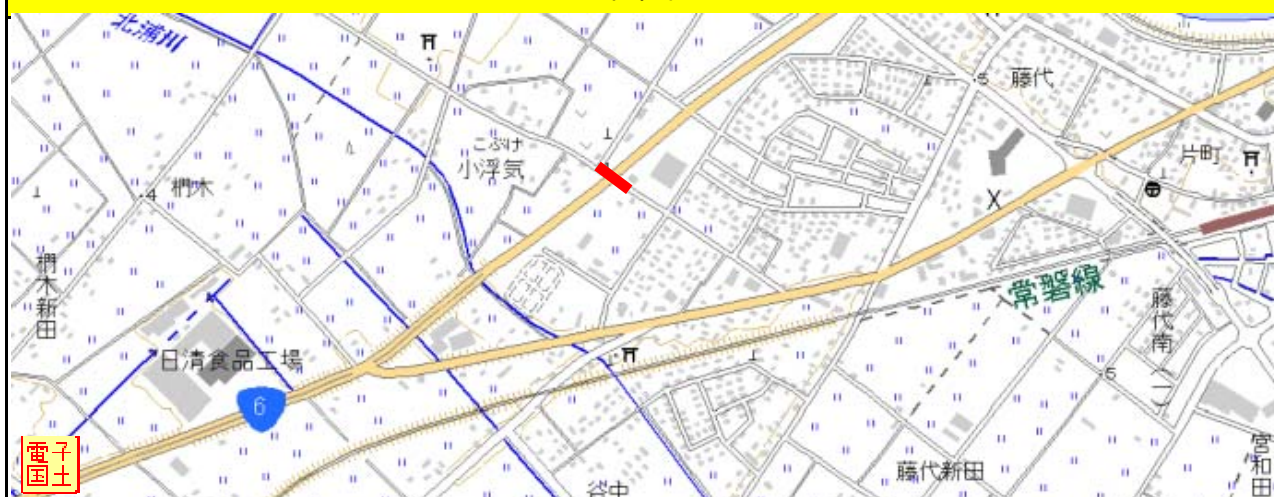 北浦川
藤代
5
片町
こぶけ
小浮気
椚木
4
椚木新田
常磐線
藤代南(一)
日清食品工場
5
6
電子
国土
藤代新田
谷中
宮和田